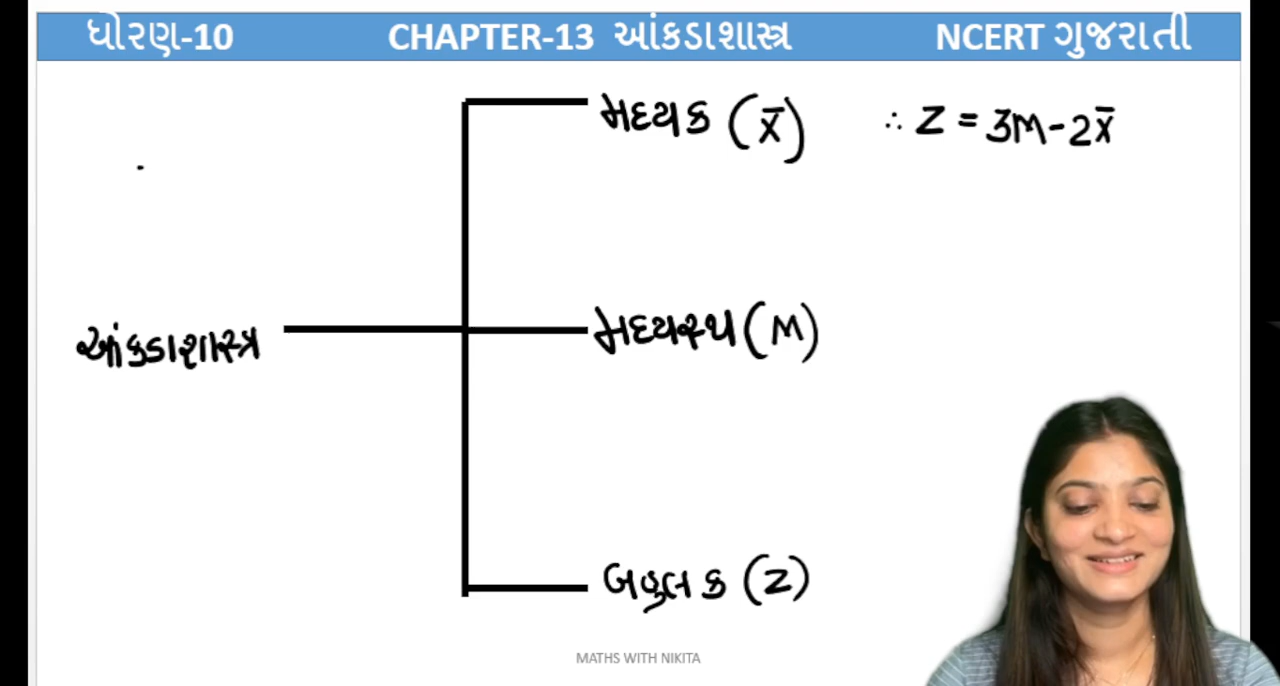 ધોરણ-10 CHAPTER-13 આંકડાશાસ્ત્ર NCERT ગુજરાતી
મધ્યક (x̄) ∴ Z = 3M - 2x̄
આંકડાશાસ્ત્ર મધ્યસ્થ (M)
બહુલક (Z)
MATHS WITH NIKITA